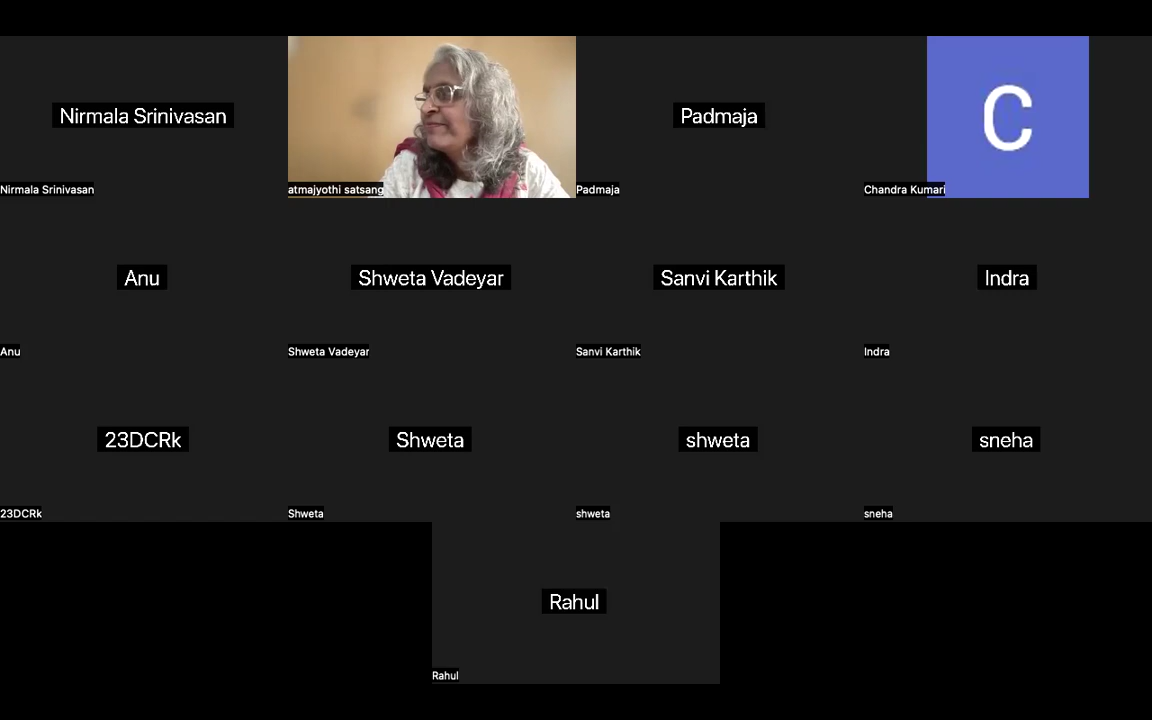 Nirmala Srinivasan
Nirmala Srinivasan
atmajyothi satsang
Padmaja
Padmaja
C
Chandra Kumari
Anu
Anu
Shweta Vadeyar
Shweta Vadeyar
Sanvi Karthik
Sanvi Karthik
Indra
Indra
23DCRk
23DCRk
Shweta
Shweta
shweta
shweta
sneha
sneha
Rahul
Rahul